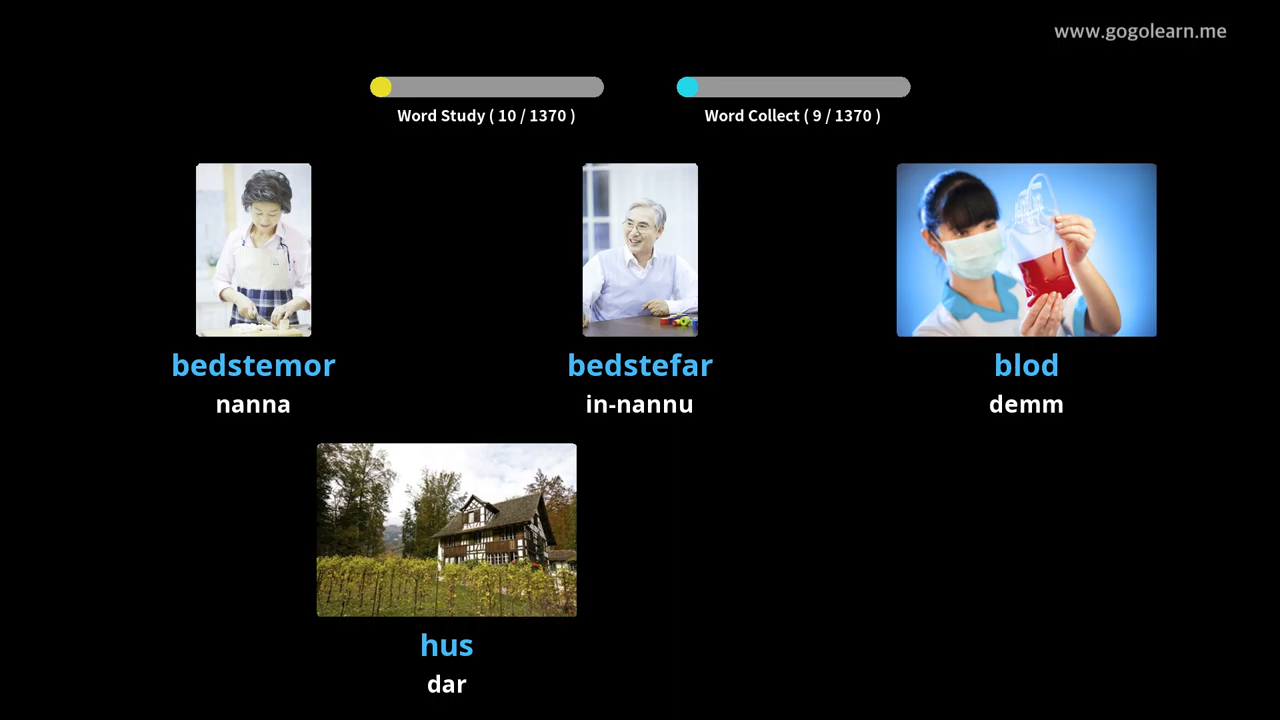 www.gogolearn.me
Word Study ( 10 / 1370 )
Word Collect ( 9 / 1370 )
bedstemor
nanna
bedstefar
in-nannu
blod
demm
hus
dar